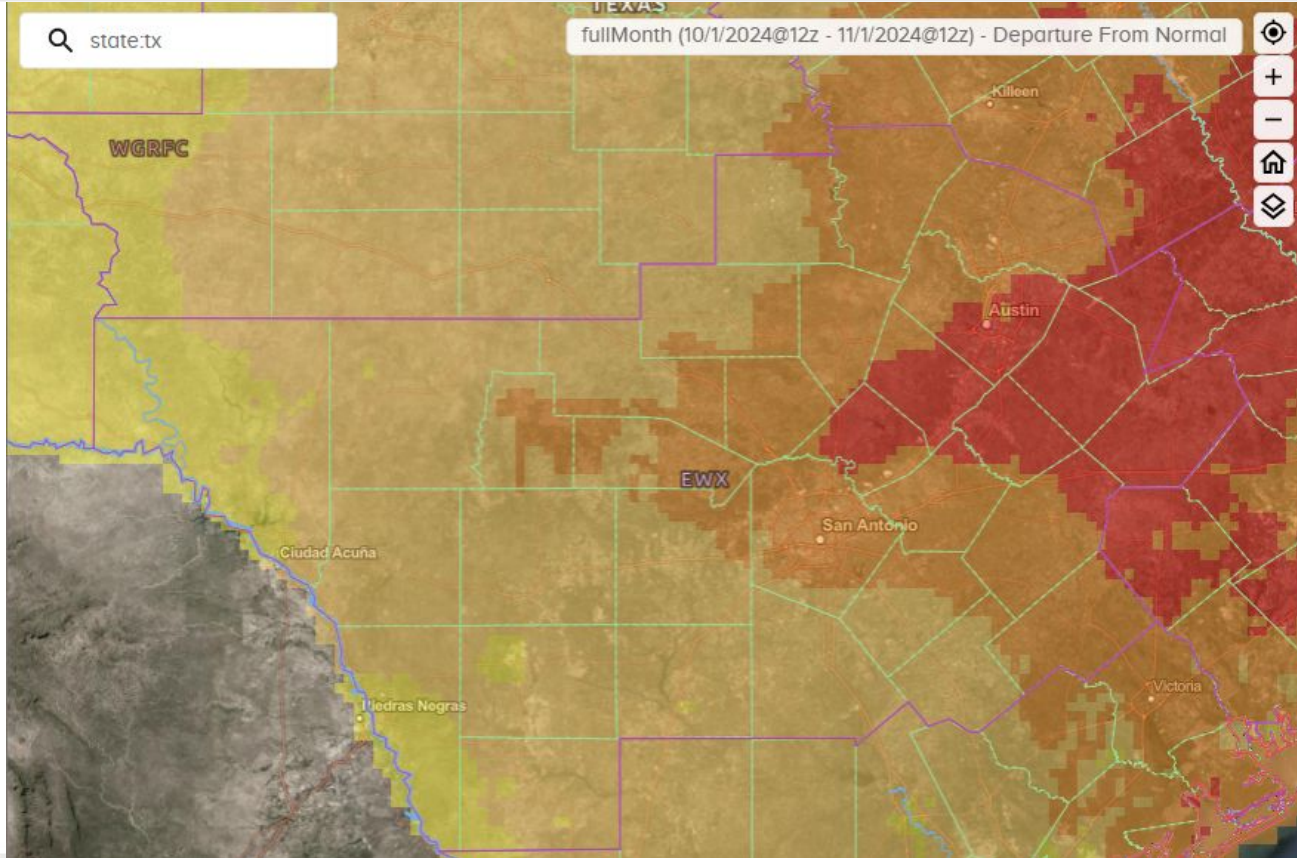 TEXAS
state:tx
fullMonth (10/1/2024@12z - 11/1/2024@12z) - Departure From Normal
Killeen
WGRFC
Austin
EWX
San Antonio
Ciudad Acuña
Victoria
Piedras Negras